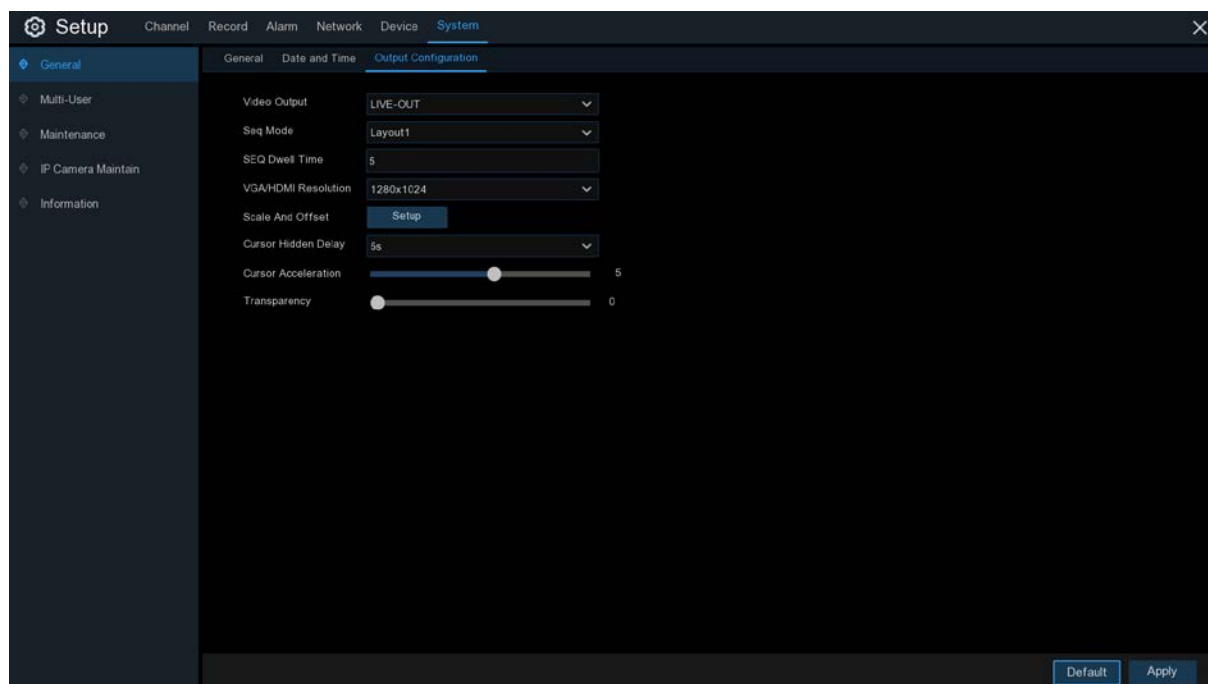 Setup Channel Record Alarm Network Device System
General Date and Time Output Configuration
General
Multi-User
Maintenance
IP Camera Maintain
Information
Video Output LIVE-OUT
Seq Mode Layout1
SEQ Dwell Time 5
VGA/HDMI Resolution 1280x1024
Scale And Offset Setup
Cursor Hidden Delay 5s
Cursor Acceleration 5
Transparency 0
Default Apply